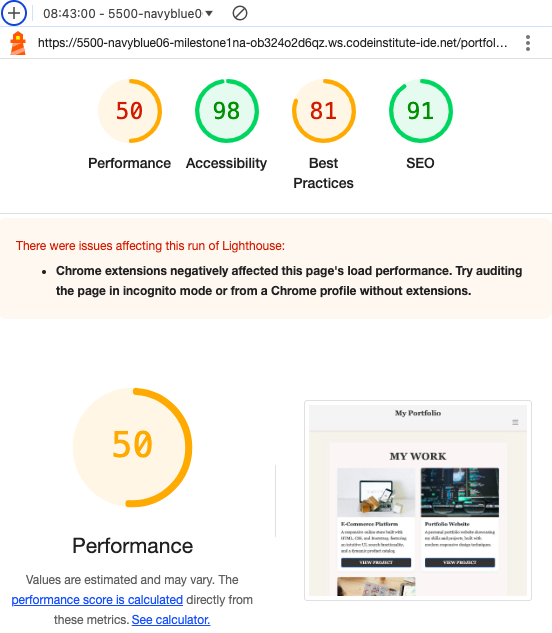 08:43:00 - 5500-navyblue0
https://5500-navyblue06-milestone1na-ob324o2d6qz.ws.codeinstitute-ide.net/portfol...
50 98 81 91
Performance Accessibility Best SEO
Practices
There were issues affecting this run of Lighthouse:
• Chrome extensions negatively affected this page's load performance. Try auditing
the page in incognito mode or from a Chrome profile without extensions.
50
Performance
Values are estimated and may vary. The
performance score is calculated directly from
these metrics. See calculator.
My Portfolio
MY WORK
E-Commerce Platform
A responsive online store built with
HTML, CSS, and Bootstrap, featuring
an intuitive UI, search functionality,
and a dynamic product catalog.
VIEW PROJECT
Portfolio Website
A personal portfolio website showcasing
my skills and projects, built with
modern responsive design techniques.
VIEW PROJECT